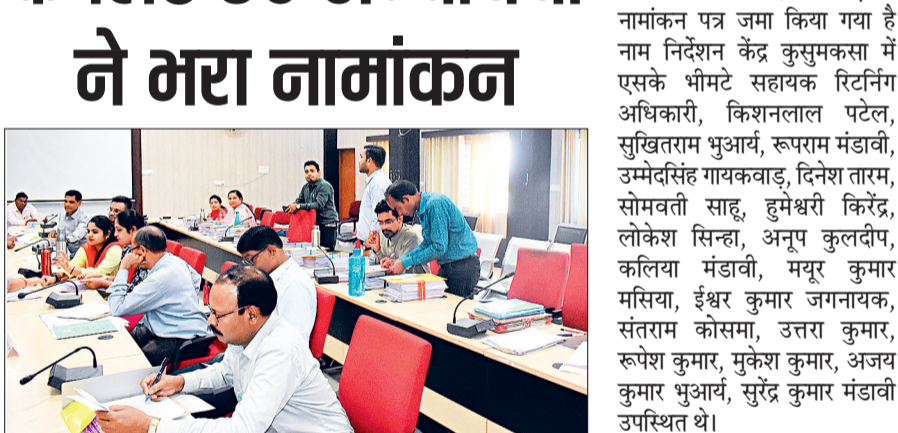 ने भरा नामांकन
नामांकन पत्र जमा किया गया है
नाम निर्देशन केंद्र कुसुमकसा में
एसके भीमटे सहायक रिटर्निग
अधिकारी, किशनलाल पटेल,
सुखितराम भुआर्य, रूपराम मंडावी,
उम्मेदसिंह गायकवाड़, दिनेश तारम,
सोमवती साहू, हुमेश्वरी किरेंद्र,
लोकेश सिन्हा, अनूप कुलदीप,
कलिया मंडावी, मयूर कुमार
मसिया, ईश्वर कुमार जगनायक,
संतराम कोसमा, उत्तरा कुमार,
रूपेश कुमार, मुकेश कुमार, अजय
कुमार भुआर्य, सुरेंद्र कुमार मंडावी
उपस्थित थे।